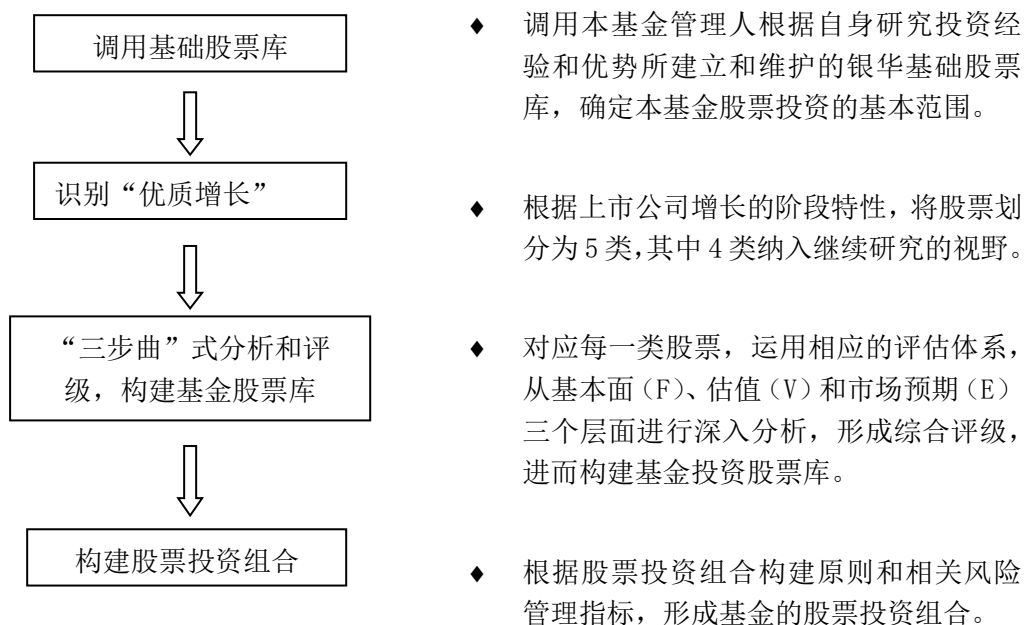 调用基础股票库
♦ 调用本基金管理人根据自身研究投资经
验和优势所建立和维护的银华基础股票
库，确定本基金股票投资的基本范围。
识别“优质增长”
♦ 根据上市公司增长的阶段特性，将股票划
分为5类，其中4类纳入继续研究的视野。
“三步曲”式分析和评
级，构建基金股票库
♦ 对应每一类股票，运用相应的评估体系，
从基本面（F）、估值（V）和市场预期（E）
三个层面进行深入分析，形成综合评级，
进而构建基金投资股票库。
构建股票投资组合
♦ 根据股票投资组合构建原则和相关风险
管理指标，形成基金的股票投资组合。